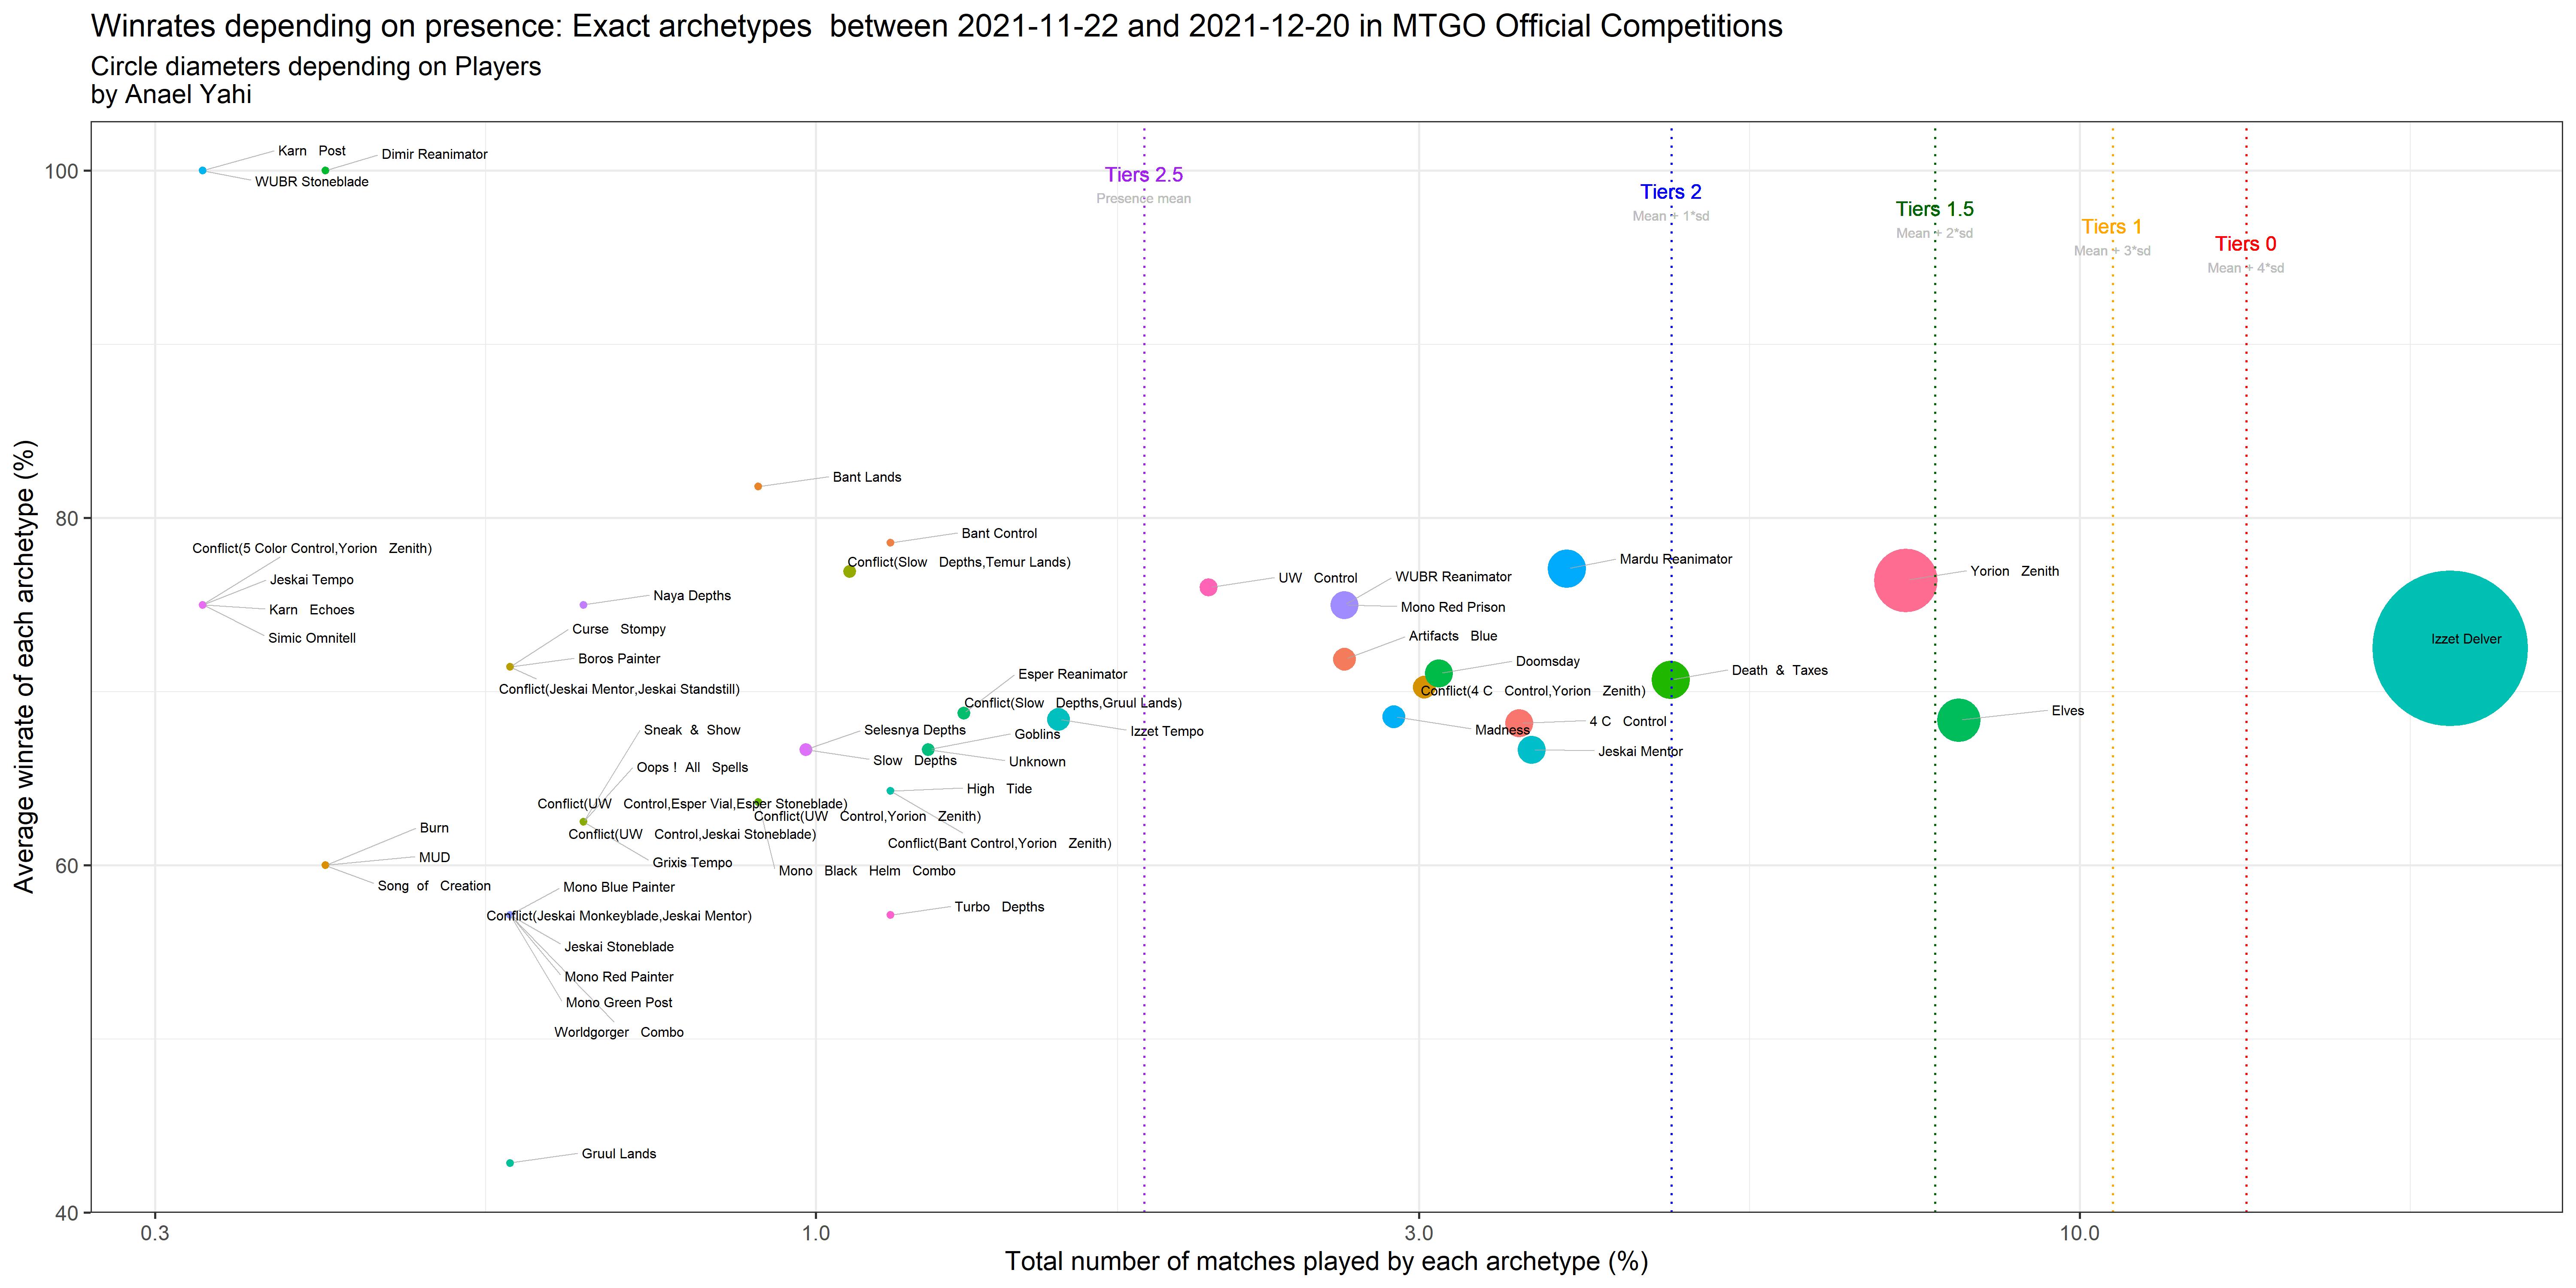 Winrates depending on presence: Exact archetypes  between 2021-11-22 and 2021-12-20 in MTGO Official Competitions
Circle diameters depending on Players
by Anael Yahi
Average winrate of each archetype (%)
100
80
60
40
Karn   Post
Dimir Reanimator
WUBR Stoneblade
Tiers 2.5
Presence mean
Tiers 2
Mean + 1*sd
Tiers 1.5
Mean + 2*sd
Tiers 1
Mean + 3*sd
Tiers 0
Mean + 4*sd
Bant Lands
Bant Control
Conflict(5 Color Control,Yorion   Zenith)
Conflict(Slow   Depths,Temur Lands)
Mardu Reanimator
Yorion   Zenith
Jeskai Tempo
UW   Control
WUBR Reanimator
Naya Depths
Karn   Echoes
Mono Red Prison
Curse   Stompy
Simic Omnitell
Artifacts   Blue
Izzet Delver
Boros Painter
Doomsday
Esper Reanimator
Death  &  Taxes
Conflict(Jeskai Mentor,Jeskai Standstill)
Conflict(4 C   Control,Yorion   Zenith)
Conflict(Slow   Depths,Gruul Lands)
Elves
Sneak  &  Show
Selesnya Depths
Goblins
Izzet Tempo
Madness
4 C   Control
Oops !  All   Spells
Slow   Depths
Unknown
Jeskai Mentor
High   Tide
Conflict(UW   Control,Esper Vial,Esper Stoneblade)
Conflict(UW   Control,Yorion   Zenith)
Burn
Conflict(UW   Control,Jeskai Stoneblade)
Conflict(Bant Control,Yorion   Zenith)
MUD
Grixis Tempo
Mono   Black   Helm   Combo
Song  of   Creation
Mono Blue Painter
Turbo   Depths
Conflict(Jeskai Monkeyblade,Jeskai Mentor)
Jeskai Stoneblade
Mono Red Painter
Mono Green Post
Worldgorger   Combo
Gruul Lands
0.3
1.0
3.0
10.0
Total number of matches played by each archetype (%)